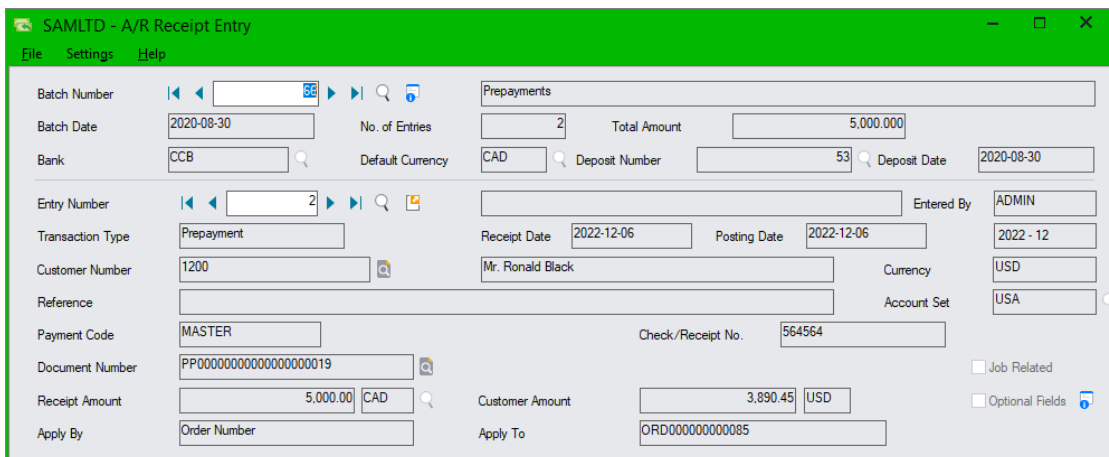 SAMLTD - A/R Receipt Entry
File Settings Help
Batch Number 66 Prepayments
Batch Date 2020-08-30 No. of Entries 2 Total Amount 5,000.000
Bank CCB Default Currency CAD Deposit Number 53 Deposit Date 2020-08-30
Entry Number 2 Entered By ADMIN
Transaction Type Prepayment Receipt Date 2022-12-06 Posting Date 2022-12-06 2022 - 12
Customer Number 1200 Mr. Ronald Black Currency USD
Reference Account Set USA
Payment Code MASTER Check/Receipt No. 564564
Document Number PP00000000000000000019 Job Related
Receipt Amount 5,000.00 CAD Customer Amount 3,890.45 USD Optional Fields
Apply By Order Number Apply To ORD000000000085